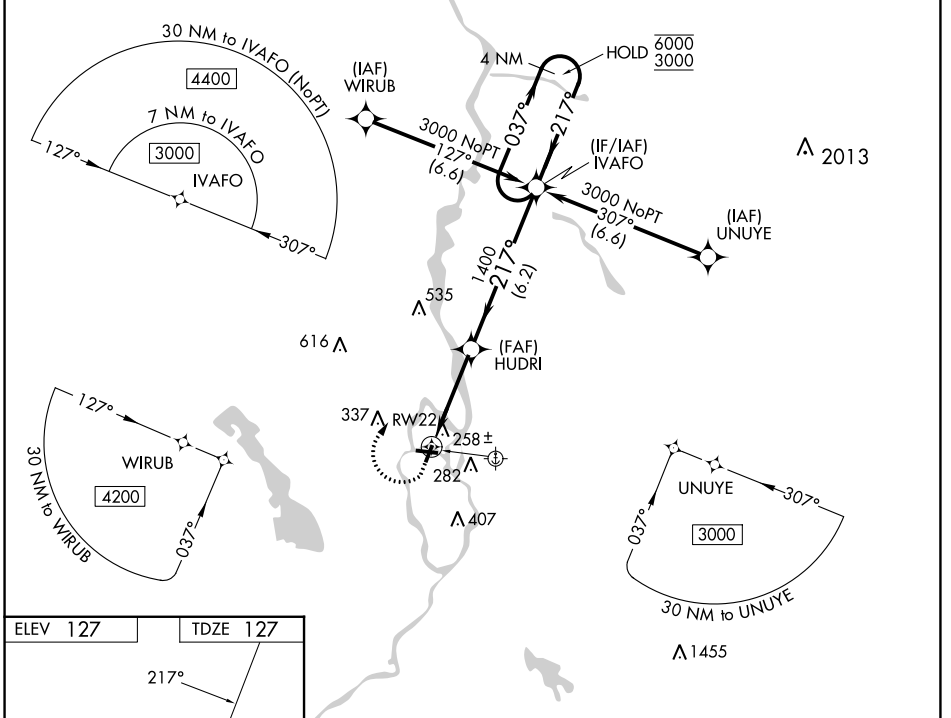 30 NM to IVAFO (NoPT)
4400
7 NM to IVAFO
3000
127°
IVAFO
307°
(IAF)
WIRUB
3000 NoPT
127°
(6.6)
4 NM
HOLD 6000
3000
037°
217°
(IF/IAF)
IVAFO
2013
3000 NoPT
307°
(6.6)
(IAF)
UNUYE
1400
217°
(6.2)
535
616
(FAF)
HUDRI
337
RW22
258±
282
407
127°
WIRUB
4200
037°
30 NM to WIRUB
UNUYE
307°
037°
3000
30 NM to UNUYE
1455
ELEV 127
TDZE 127
217°